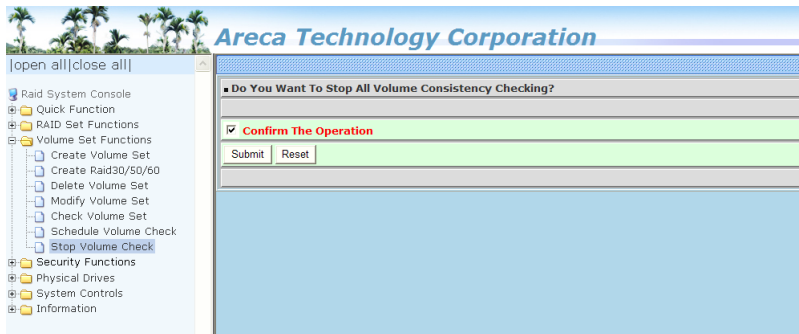 Areca Technology Corporation
|open all|close all|
Raid System Console
Quick Function
RAID Set Functions
Volume Set Functions
Create Volume Set
Create Raid30/50/60
Delete Volume Set
Modify Volume Set
Check Volume Set
Schedule Volume Check
Stop Volume Check
Security Functions
Physical Drives
System Controls
Information
Do You Want To Stop All Volume Consistency Checking?
Confirm The Operation
Submit Reset